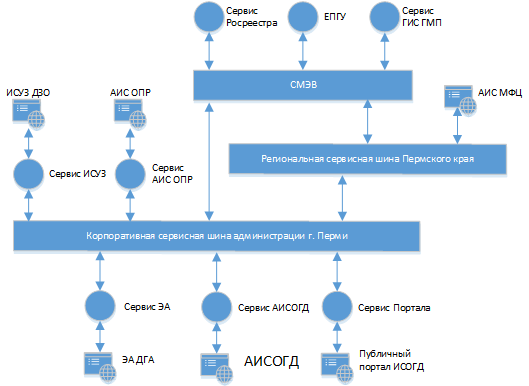 Сервис
Росреестра
ЕПГУ
Сервис
ГИС ГМП
СМЭВ
ИСУЗ ДЗО
АИС ОПР
АИС МФЦ
Региональная сервисная шина Пермского края
Сервис ИСУЗ
Сервис
АИС ОПР
Корпоративная сервисная шина администрации г. Перми
Сервис ЭА
Сервис АИСОГД
Сервис Портала
ЭА ДГА
АИСОГД
Публичный
портал ИСОГД